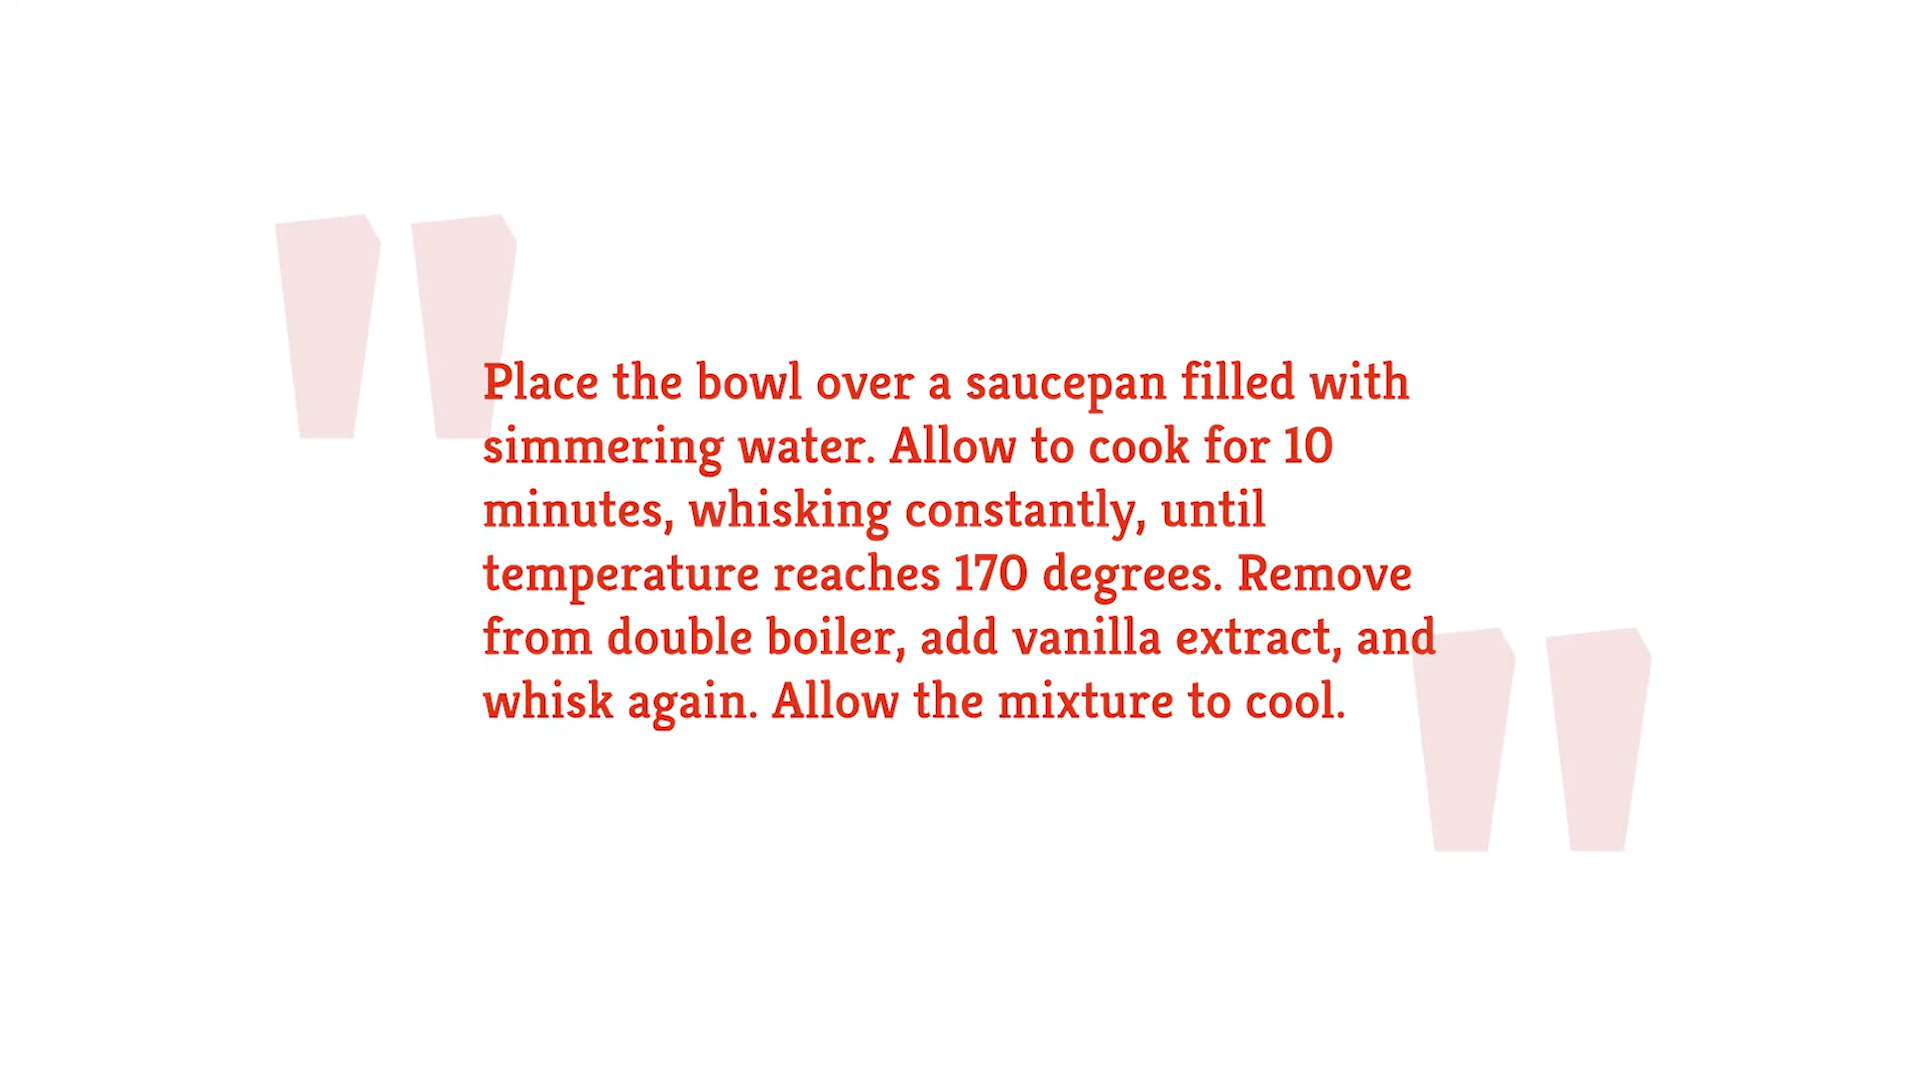 Place the bowl over a saucepan filled with
simmering water. Allow to cook for 10
minutes, whisking constantly, until
temperature reaches 170 degrees. Remove
from double boiler, add vanilla extract, and
whisk again. Allow the mixture to cool.